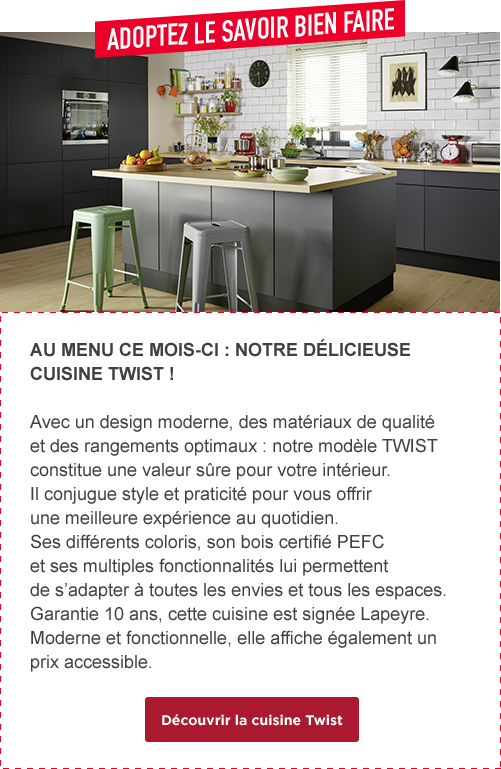 ADOPTEZ LE SAVOIR BIEN FAIRE
AU MENU CE MOIS-CI : NOTRE DÉLICIEUSE
CUISINE TWIST !
Avec un design moderne, des matériaux de qualité
et des rangements optimaux : notre modèle TWIST
constitue une valeur sûre pour votre intérieur.
Il conjugue style et praticité pour vous offrir
une meilleure expérience au quotidien.
Ses différents coloris, son bois certifié PEFC
et ses multiples fonctionnalités lui permettent
de s’adapter à toutes les envies et tous les espaces.
Garantie 10 ans, cette cuisine est signée Lapeyre.
Moderne et fonctionnelle, elle affiche également un
prix accessible.
Découvrir la cuisine Twist